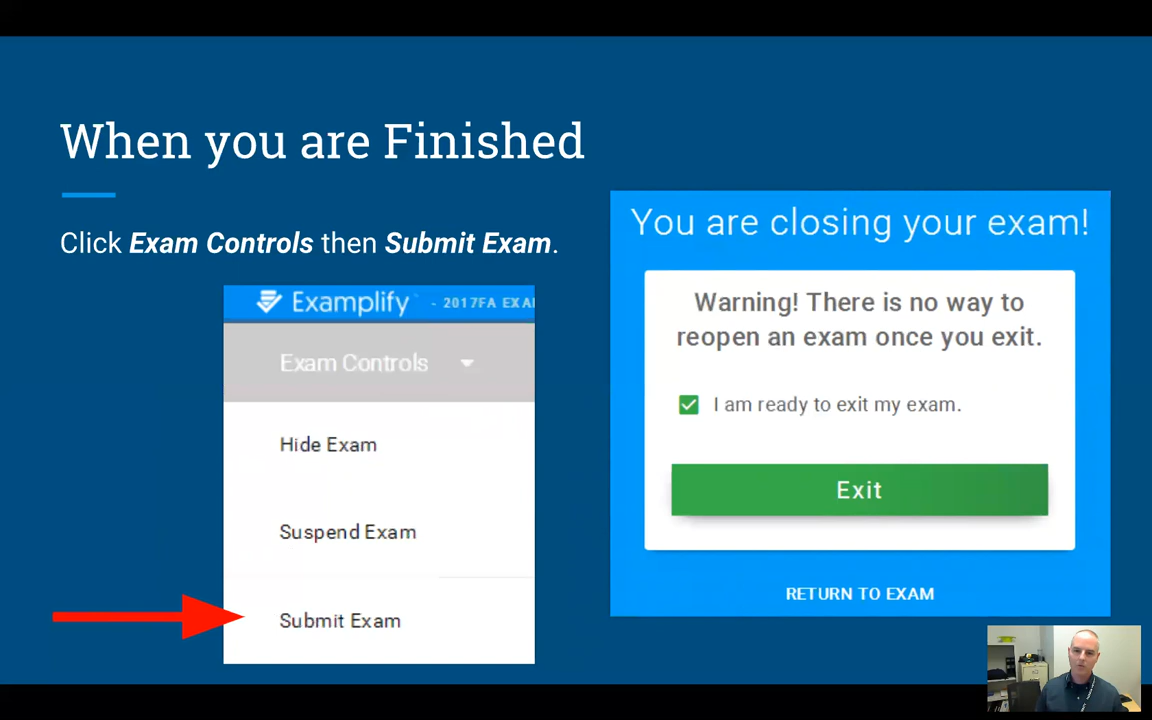 When you are Finished
Click Exam Controls then Submit Exam.
Examplify - 2017FA EXA
Exam Controls
Hide Exam
Suspend Exam
Submit Exam
You are closing your exam!
Warning! There is no way to
reopen an exam once you exit.
I am ready to exit my exam.
Exit
RETURN TO EXAM